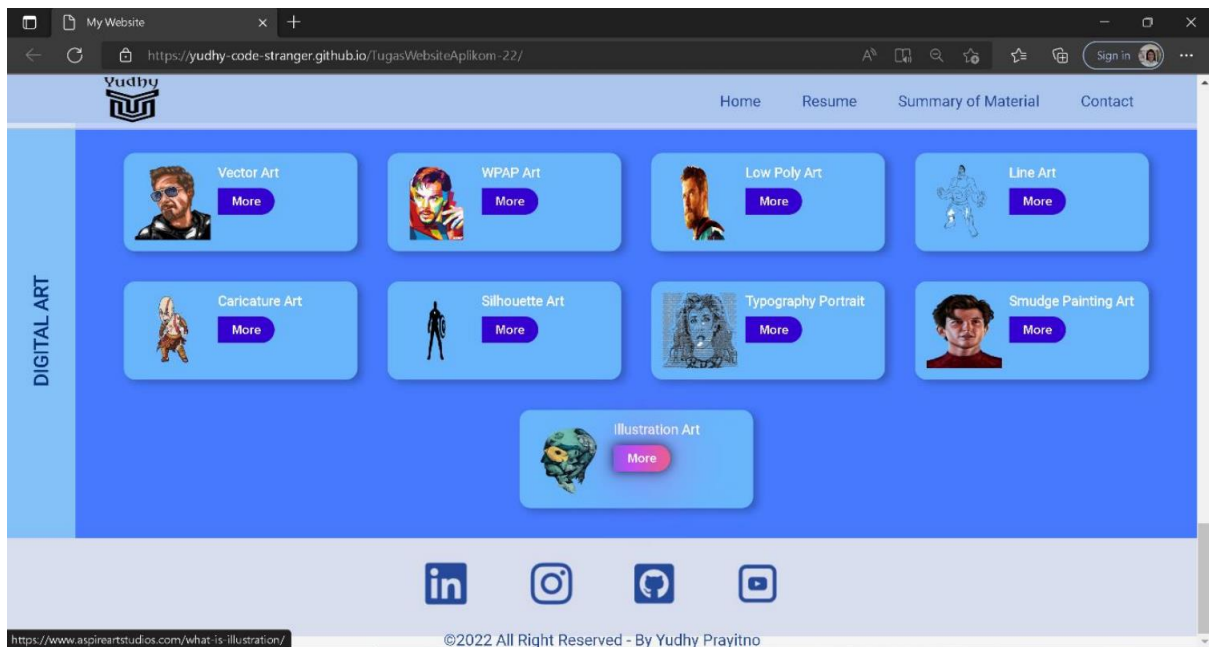 My Website
https://yudhy-code-stranger.github.io/TugasWebsiteAplikom-22/
Sign in
Yudhy
Home Resume Summary of Material Contact
DIGITAL ART
Vector Art
More
WPAP Art
More
Low Poly Art
More
Line Art
More
Caricature Art
More
Silhouette Art
More
Typography Portrait
More
Smudge Painting Art
More
Illustration Art
More
in
https://www.aspireartstudios.com/what-is-illustration/
©2022 All Right Reserved - By Yudhy Prayitno